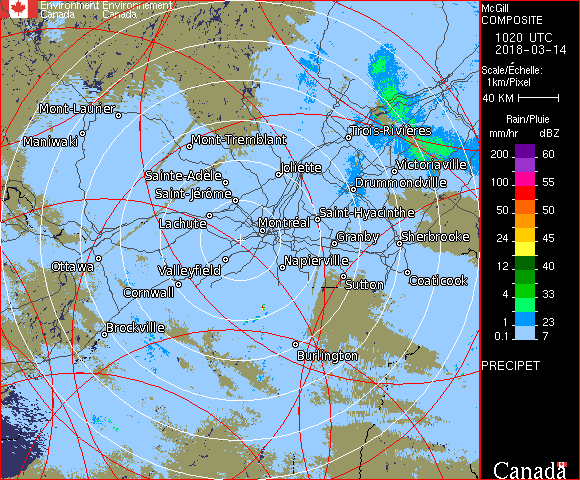 Environment Environnement
Canada Canada
McGill
COMPOSITE
1020 UTC
2018-03-14
Scale/Échelle:
1km/Pixel
40 KM
Rain/Pluie
mm/hr dBZ
200 60
100 55
50 50
24 45
12 40
4 33
1 23
0.1 7
PRECIPET
Canada
Mont-Laurier
Maniwaki
Mont-Tremblant
Trois-Rivières
Joliette
Victoriaville
Sainte-Adèle
Drummondville
Saint-Jérôme
Saint-Hyacinthe
Lachute
Montréal
Granby
Sherbrooke
Ottawa
Valleyfield
Napierville
Sutton
Coaticook
Cornwall
Brockville
Burlington